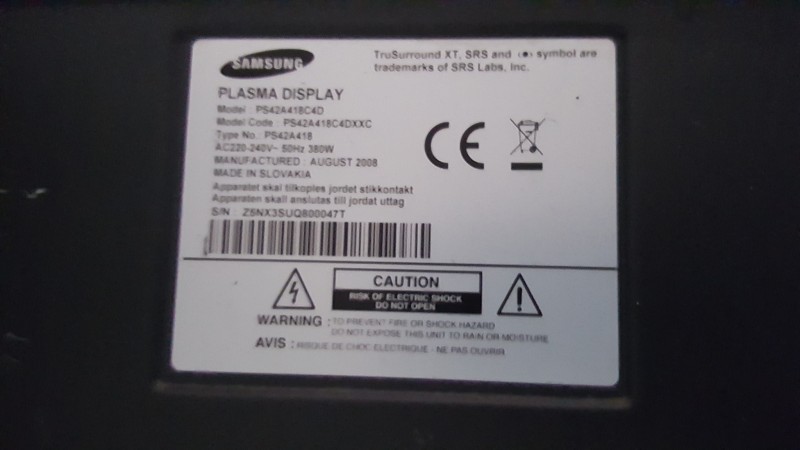 SAMSUNG
TruSurround XT, SRS and (●) symbol are
trademarks of SRS Labs, Inc.
PLASMA DISPLAY
Model : PS42A418C4D
Model Code : PS42A418C4DXXC
Type No. : PS42A418
AC220-240V~ 50Hz 380W
MANUFACTURED : AUGUST 2008
MADE IN SLOVAKIA
Apparatet skai tilkoples jordet stikkontakt
Apparaten skall anslutas till jordat uttag
S/N : Z5NX3SUQ800047T
CE
CAUTION
RISK OF ELECTRIC SHOCK
DO NOT OPEN
WARNING : TO PREVENT FIRE OR SHOCK HAZARD
DO NOT EXPOSE THIS UNIT TO RAIN OR MOISTURE
AVIS : RISQUE DE CHOC ELECTRIQUE - NE PAS OUVRIR